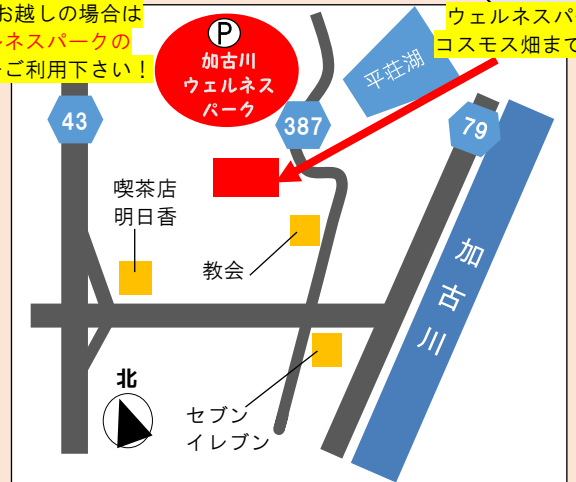 お越しの場合は
ルネスパークの
をご利用下さい!
ウェルネスパ
コスモス畑まで
P
加古川
ウェルネス
パーク
平荘湖
43
387
79
喫茶店
明日香
教会
加古川
北
セブン
イレブン